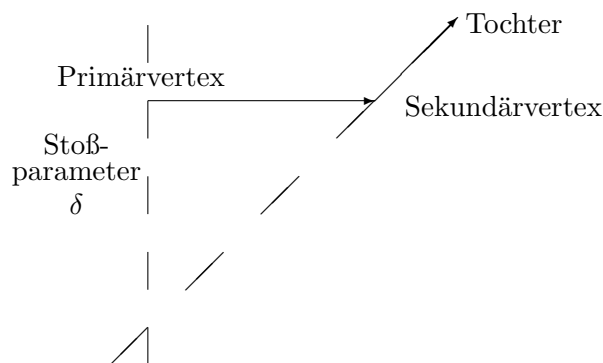 Tochter
Primärvertex
Sekundärvertex
Stoß-
parameter
δ